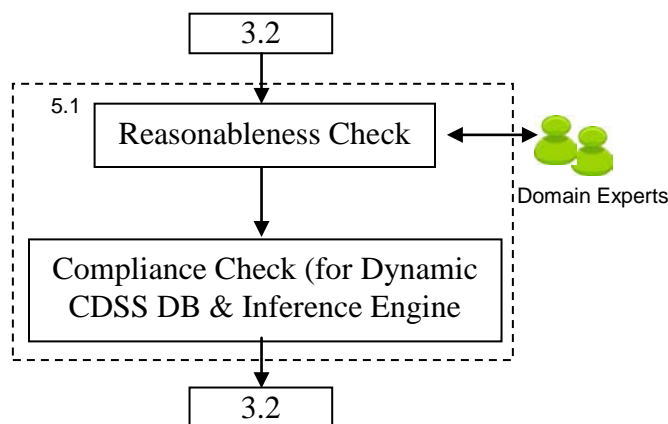 3.2
5.1
Reasonableness Check
Domain Experts
Compliance Check (for Dynamic
CDSS DB & Inference Engine
3.2